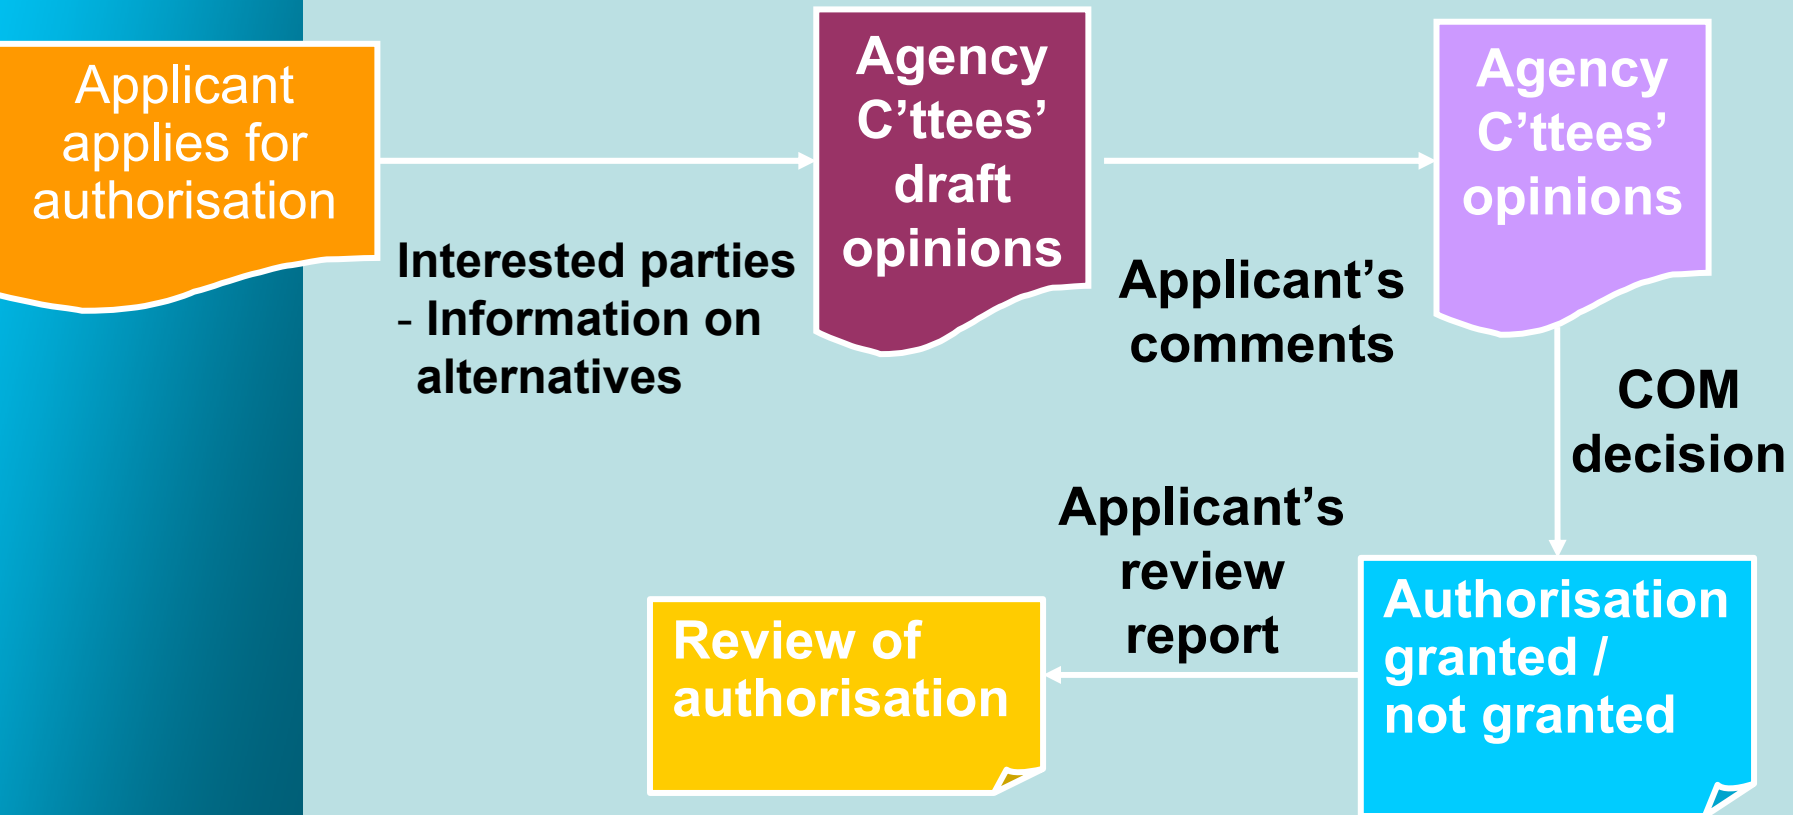 Applicant
applies for
authorisation
Interested parties
- Information on
alternatives
Agency
C’ttees’
draft
opinions
Applicant’s
comments
Agency
C’ttees’
opinions
COM
decision
Authorisation
granted /
not granted
Applicant’s
review
report
Review of
authorisation